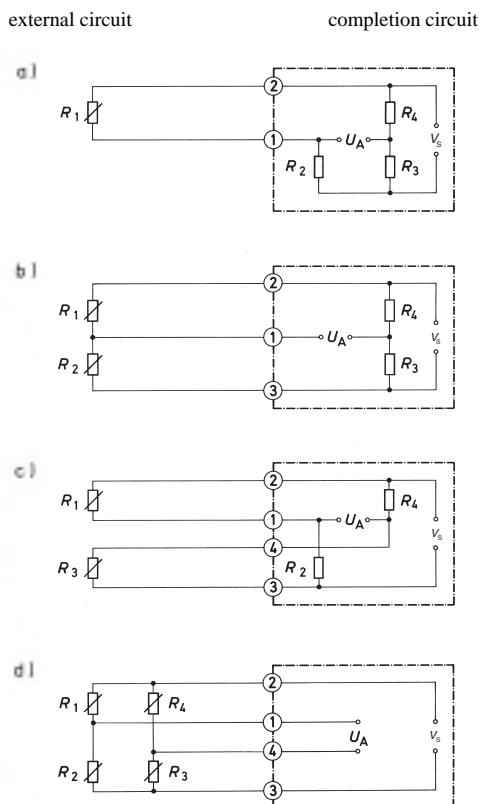 external circuit completion circuit
a)
2
R1
R4
1
UA
VS
R2
R3
b)
2
R1
R4
1
UA
VS
R2
R3
3
c)
2
R1
R4
1
UA
VS
4
R3
R2
3
d)
2
R1
R4
1
UA
VS
4
R2
R3
3